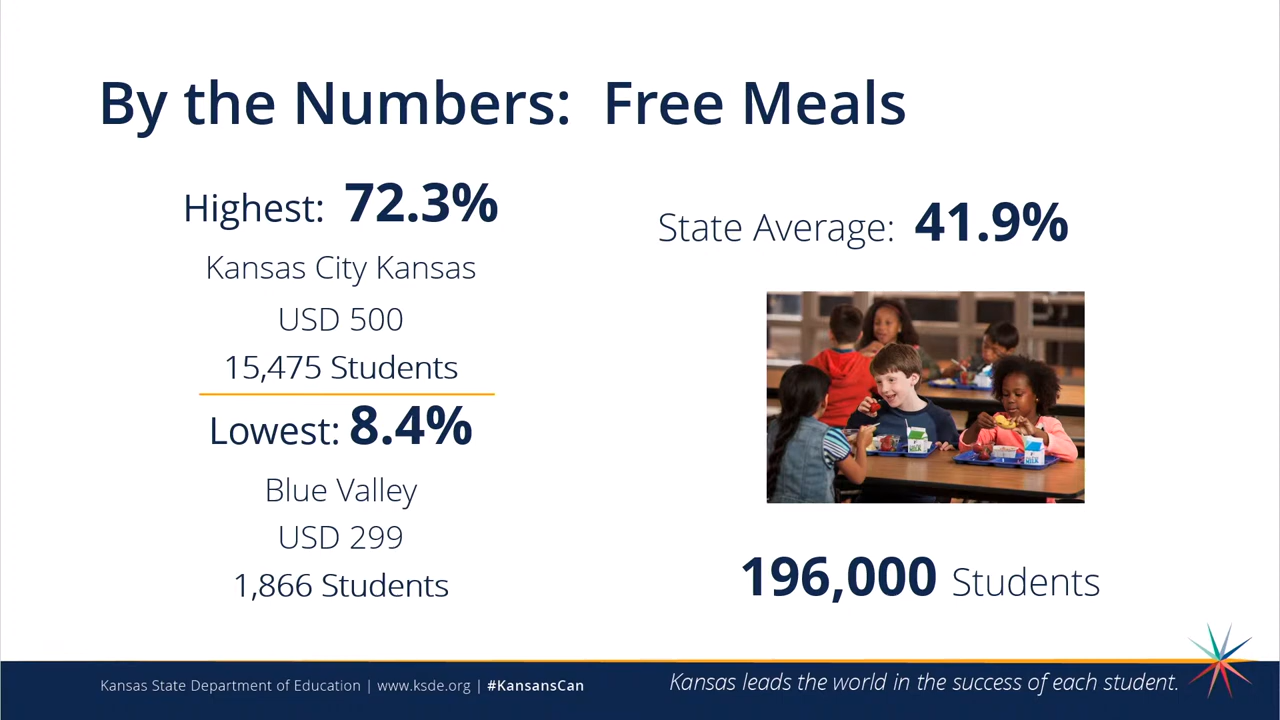 By the Numbers:  Free Meals
Highest:  72.3%
Kansas City Kansas
USD 500
15,475 Students
Lowest: 8.4%
Blue Valley
USD 299
1,866 Students
State Average:  41.9%
196,000 Students
Kansas State Department of Education | www.ksde.org | #KansansCan
Kansas leads the world in the success of each student.